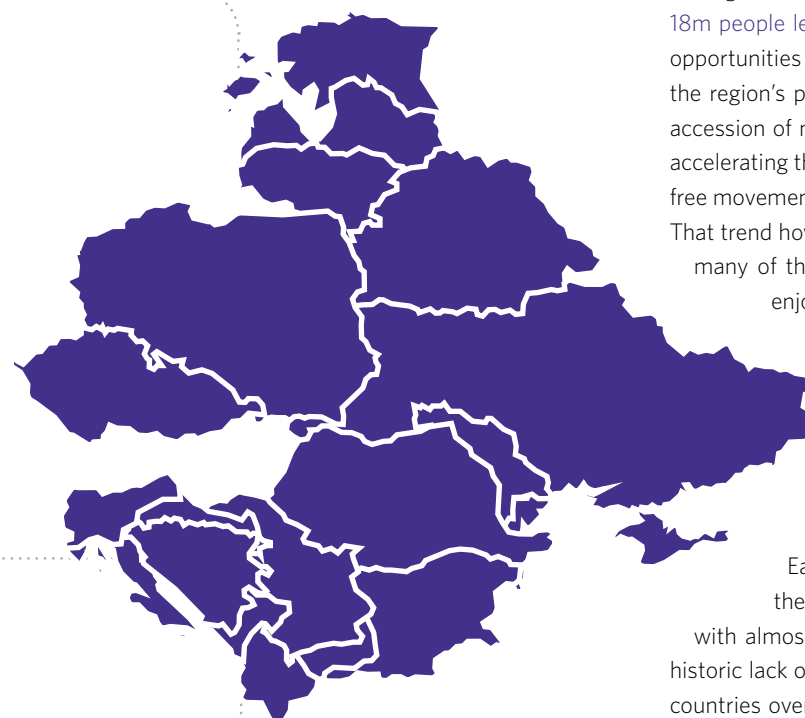 18m people le
opportunities
the region's p
accession of r
accelerating th
free movemen
That trend how
many of th
enjo
Ea
the
with almos
historic lack o
countries over